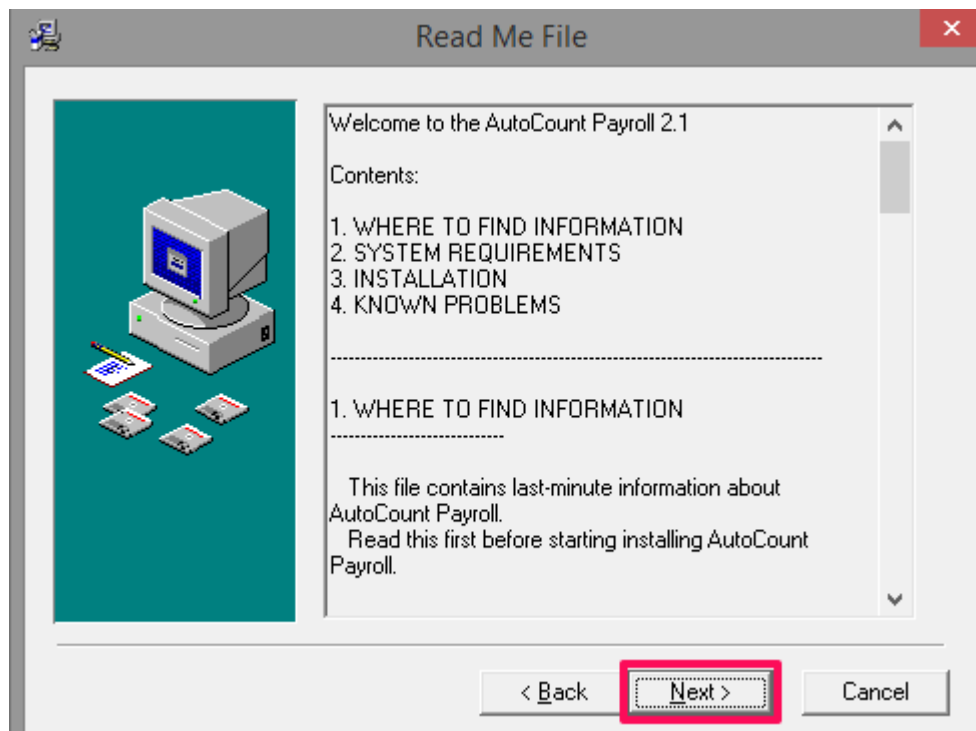 Read Me File
Welcome to the AutoCount Payroll 2.1
Contents:
1. WHERE TO FIND INFORMATION
2. SYSTEM REQUIREMENTS
3. INSTALLATION
4. KNOWN PROBLEMS
--------------------------------------------------------------------------------
1. WHERE TO FIND INFORMATION
----------------------------
This file contains last-minute information about
AutoCount Payroll.
Read this first before starting installing AutoCount
Payroll.
< Back
Next >
Cancel